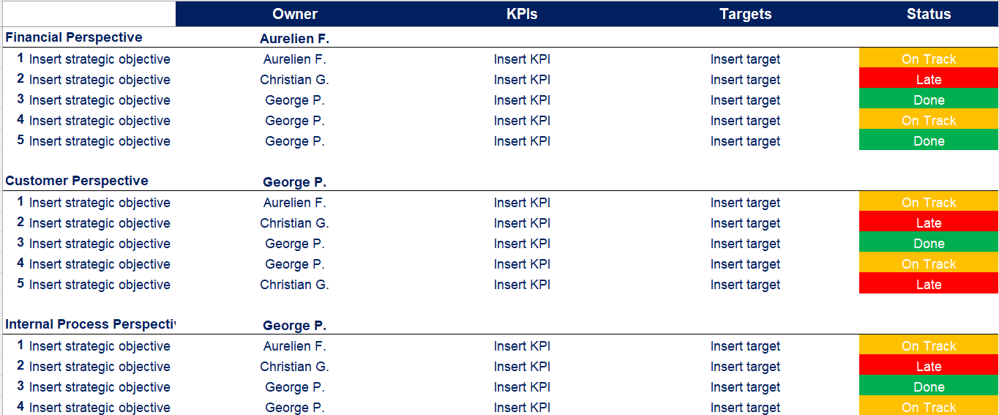 Owner KPIs Targets Status
Financial Perspective Aurelien F.
1 Insert strategic objective Aurelien F. Insert KPI Insert target On Track
2 Insert strategic objective Christian G. Insert KPI Insert target Late
3 Insert strategic objective George P. Insert KPI Insert target Done
4 Insert strategic objective George P. Insert KPI Insert target On Track
5 Insert strategic objective George P. Insert KPI Insert target Done
Customer Perspective George P.
1 Insert strategic objective Aurelien F. Insert KPI Insert target On Track
2 Insert strategic objective Christian G. Insert KPI Insert target Late
3 Insert strategic objective George P. Insert KPI Insert target Done
4 Insert strategic objective George P. Insert KPI Insert target On Track
5 Insert strategic objective Christian G. Insert KPI Insert target Late
Internal Process Perspectiv George P.
1 Insert strategic objective Aurelien F. Insert KPI Insert target On Track
2 Insert strategic objective Christian G. Insert KPI Insert target Late
3 Insert strategic objective George P. Insert KPI Insert target Done
4 Insert strategic objective George P. Insert KPI Insert target On Track